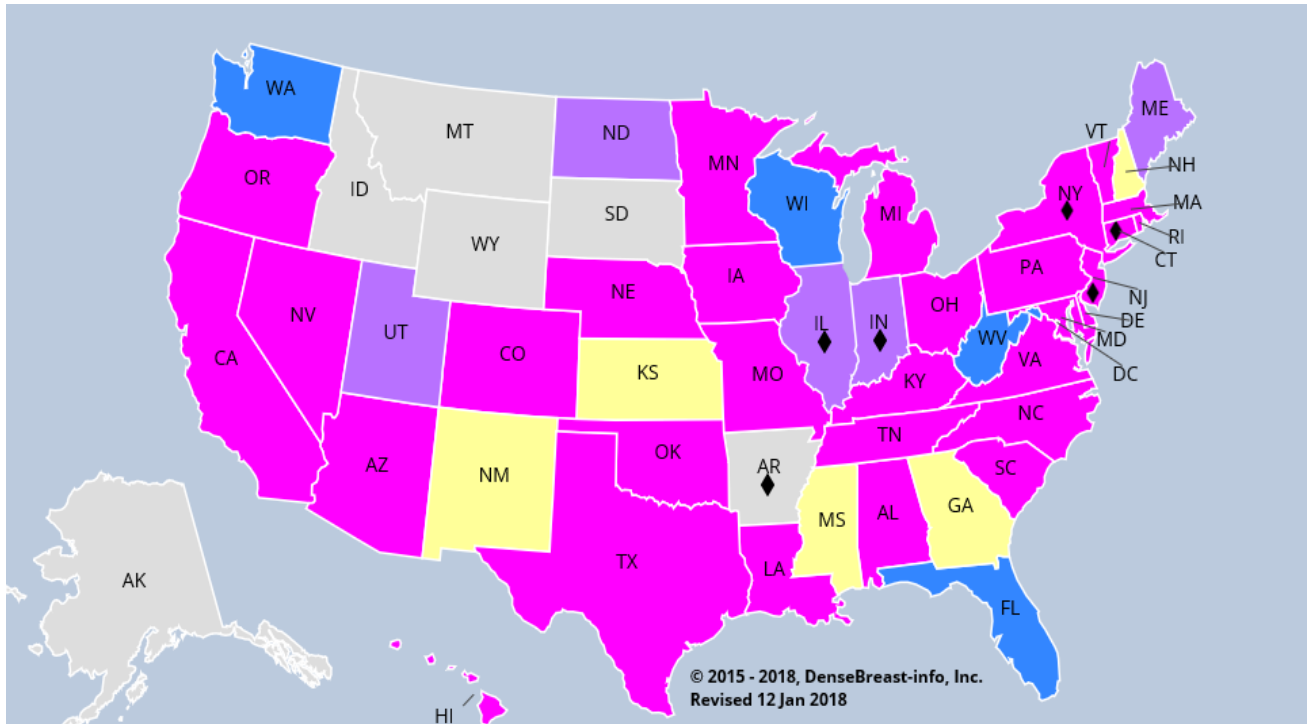 WA
MT
ND
ME
VT
OR
ID
MN
NH
SD
WI
NY
MA
MI
WY
RI
CT
PA
IA
NE
NJ
OH
NV
IL
IN
DE
UT
WV
MD
CO
VA
CA
KS
MO
KY
DC
NC
TN
OK
AZ
AR
SC
NM
MS
AL
GA
TX
LA
AK
FL
© 2015 - 2018, DenseBreast-info, Inc.
Revised 12 Jan 2018
HI